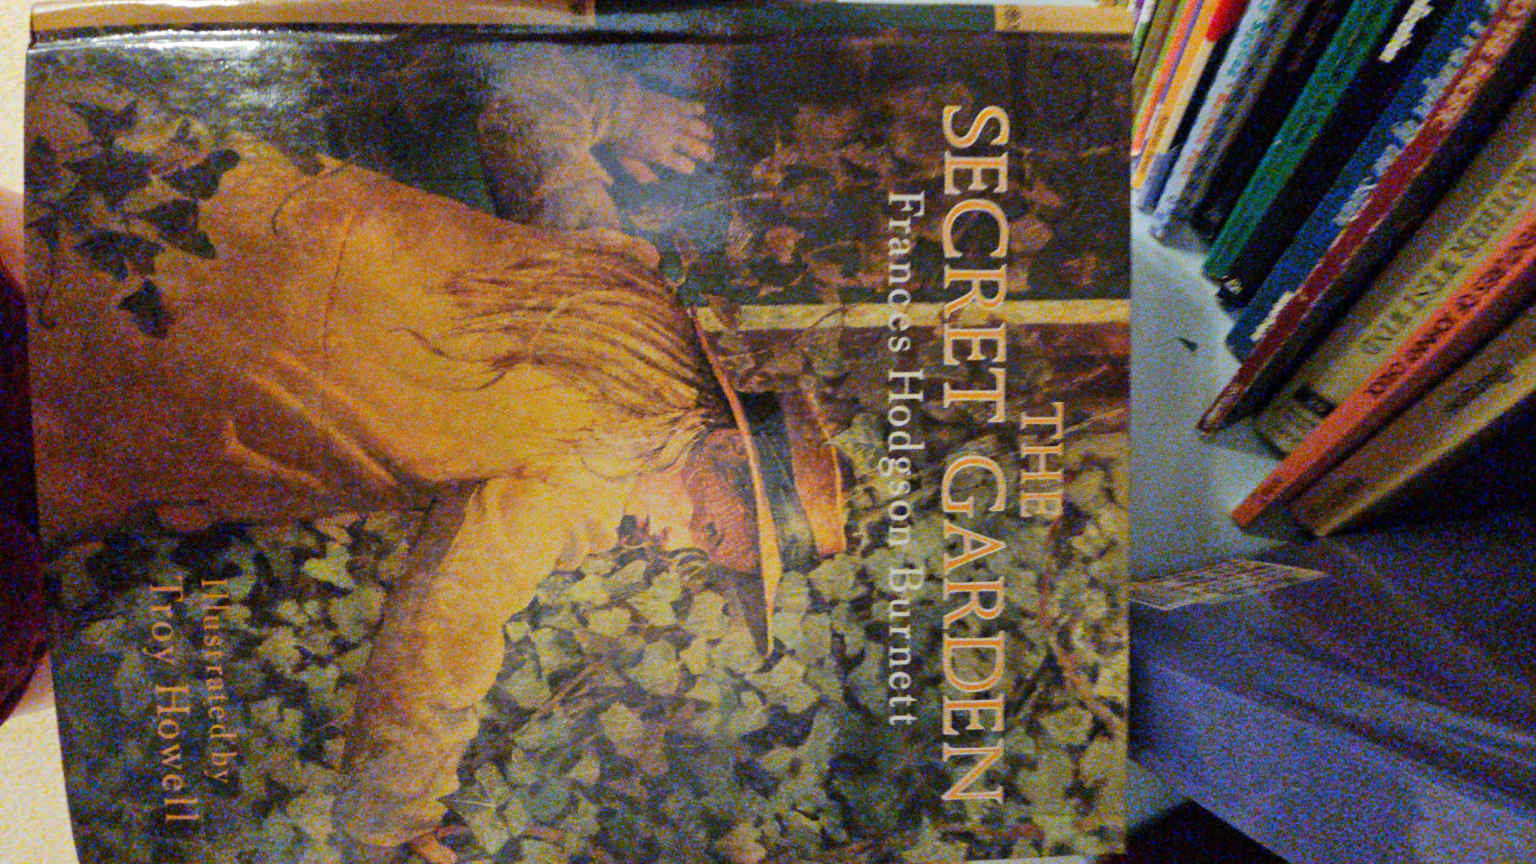 THE
SECRET GARDEN
Frances Hodgson Burnett
Illustrated by
Troy Howell